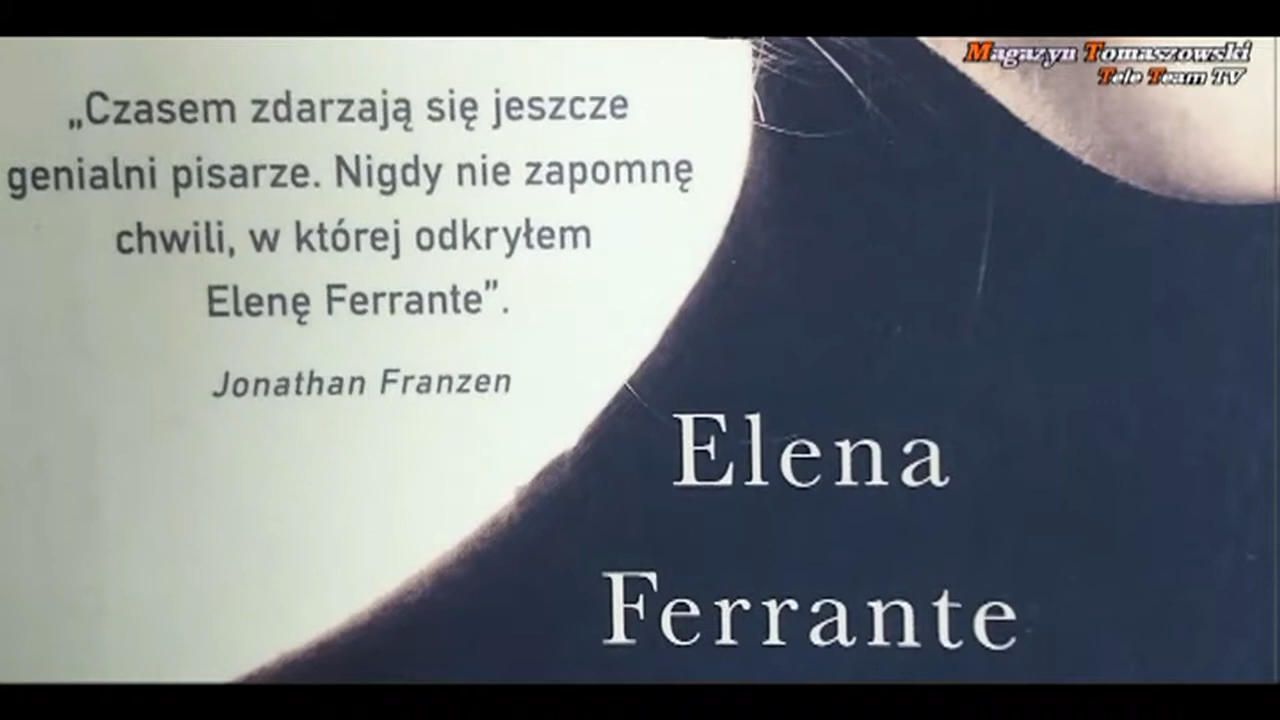 Magazyn Tomaszowski
Tele Team TV
„Czasem zdarzają się jeszcze
genialni pisarze. Nigdy nie zapomnę
chwili, w której odkryłem
Elenę Ferrante”.
Jonathan Franzen
Elena
Ferrante